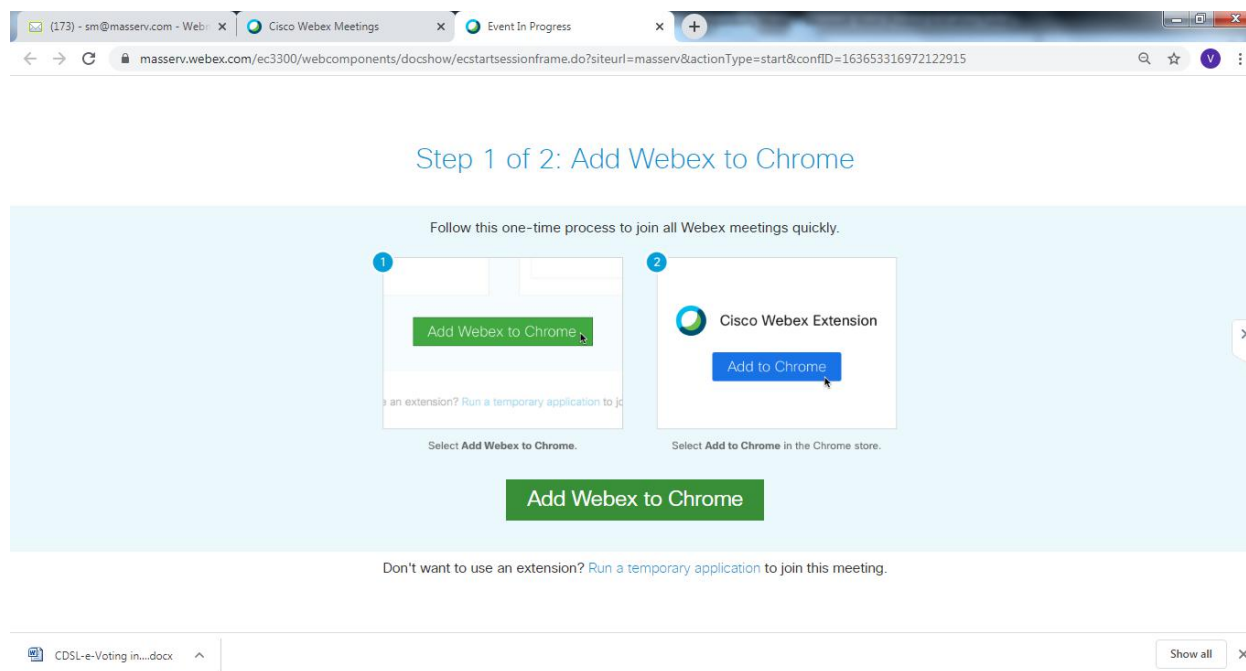 (173) - sm@masserv.com - Web
Cisco Webex Meetings
Event In Progress
masserv.webex.com/ec3300/webcomponents/docshow/ecstartsessionframe.do?siteurl=masserv&actionType=start&confID=163653316972122915
V
Step 1 of 2: Add Webex to Chrome
Follow this one-time process to join all Webex meetings quickly.
1
Add Webex to Chrome
an extension? Run a temporary application to jo
Select Add Webex to Chrome.
2
Cisco Webex Extension
Add to Chrome
Select Add to Chrome in the Chrome store.
Add Webex to Chrome
Don't want to use an extension? Run a temporary application to join this meeting.
CDSL-e-Voting in....docx
Show all